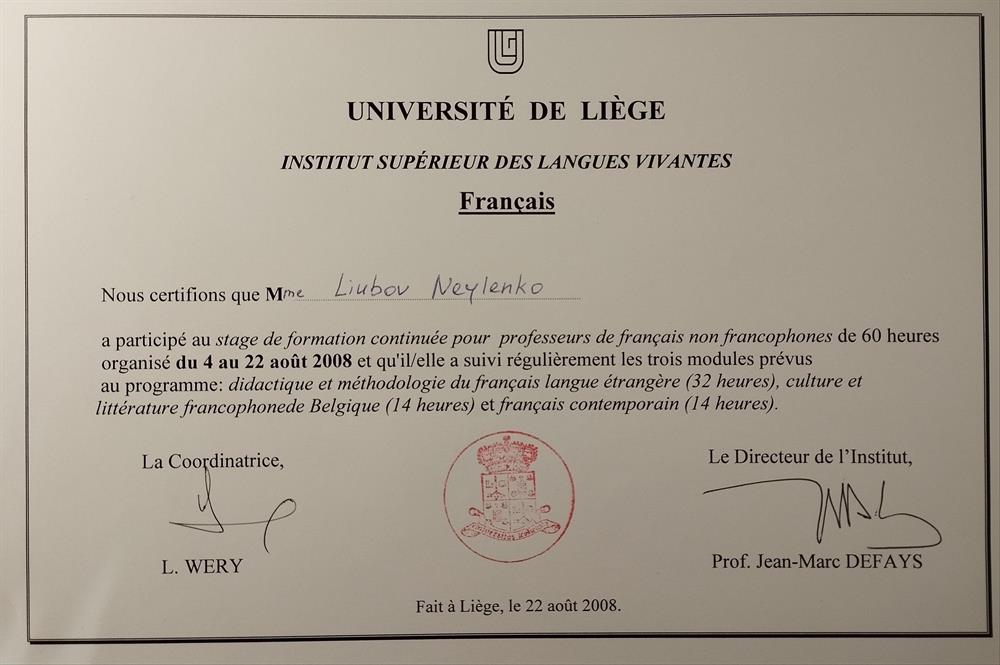 UNIVERSITÉ DE LIÈGE
INSTITUT SUPÉRIEUR DES LANGUES VIVANTES
Français
Nous certifions que Mme Liubov Neylenko
a participé au stage de formation continuée pour professeurs de français non francophones de 60 heures
organisé du 4 au 22 août 2008 et qu'il/elle a suivi régulièrement les trois modules prévus
au programme: didactique et méthodologie du français langue étrangère (32 heures), culture et
littérature francophonede Belgique (14 heures) et français contemporain (14 heures).
La Coordinatrice,
Le Directeur de l'Institut,
L. WERY
Prof. Jean-Marc DEFAYS
Fait à Liège, le 22 août 2008.